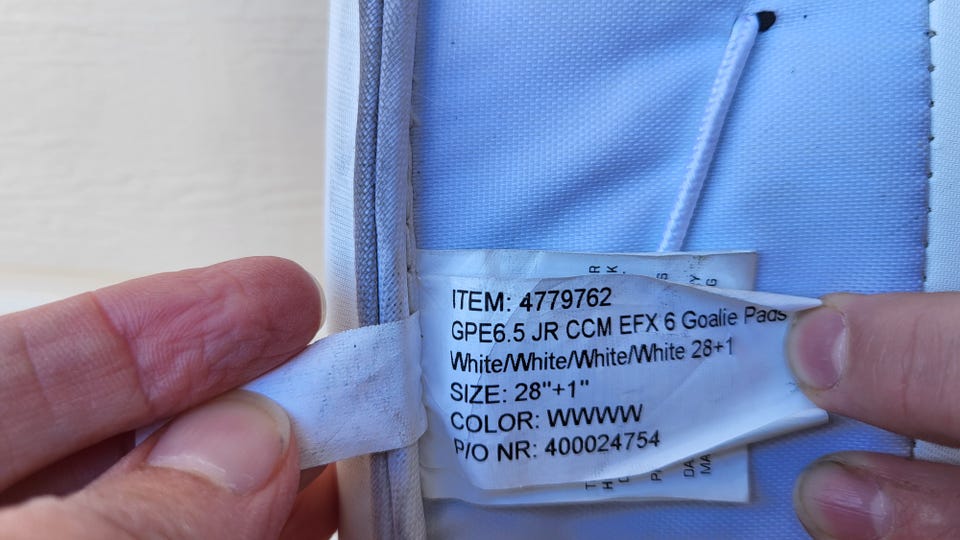 ITEM: 4779762
GPE6.5 JR CCM EFX 6 Goalie Pads
White/White/White/White 28+1
SIZE: 28"+1"
COLOR: WWWW
P/O NR: 400024754